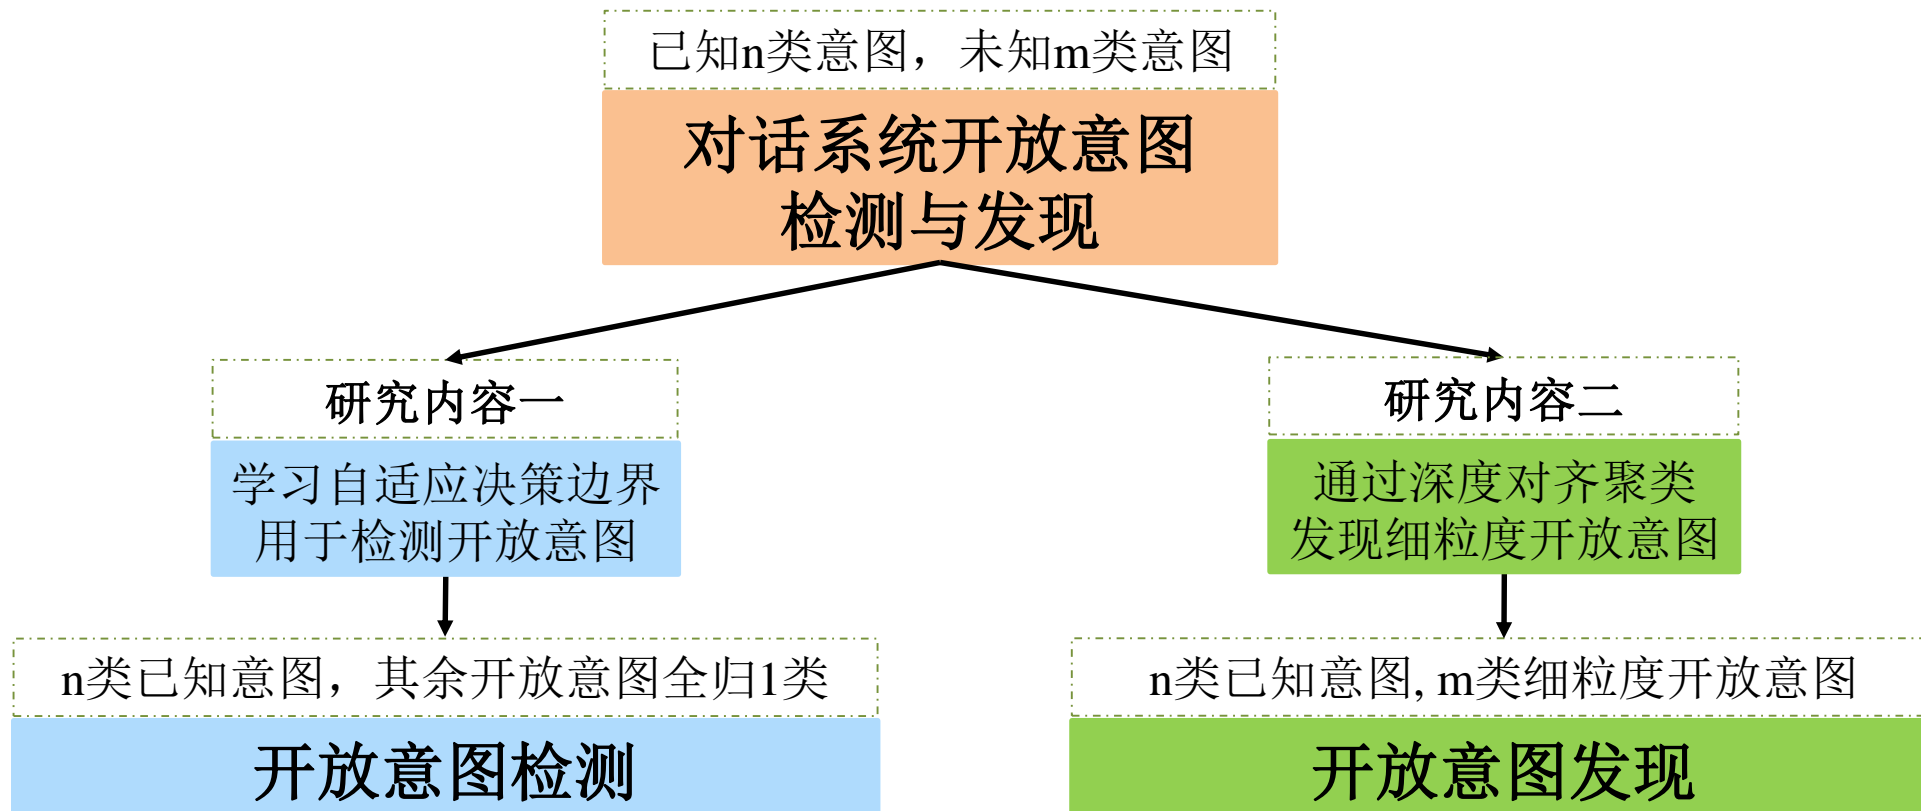 已知n类意图，未知m类意图
对话系统开放意图
检测与发现
研究内容一
学习自适应决策边界
用于检测开放意图
n类已知意图，其余开放意图全归1类
开放意图检测
研究内容二
通过深度对齐聚类
发现细粒度开放意图
n类已知意图, m类细粒度开放意图
开放意图发现